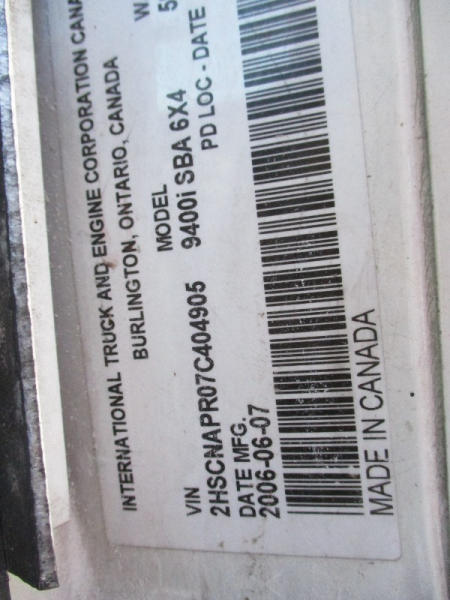 INTERNATIONAL TRUCK AND ENGINE CORPORATION CANA
BURLINGTON, ONTARIO, CANADA
VIN MODEL W
2HSCNAPR07C404905 9400i SBA 6X4 5
DATE MFG. PD LOC - DATE
2006-06-07
MADE IN CANADA